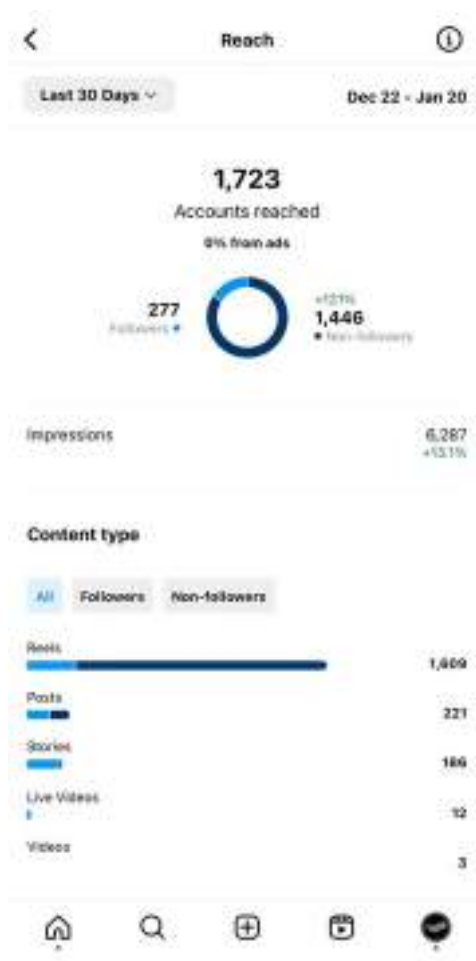 Reach
Last 30 Days
Dec 22 - Jan 20
1,723
Accounts reached
0% from ads
277
Followers
1,446
Non-followers
Impressions
6,287
+13.1%
Content type
All
Followers
Non-followers
Reels
1,609
Posts
221
Stories
186
Live Videos
12
Videos
3